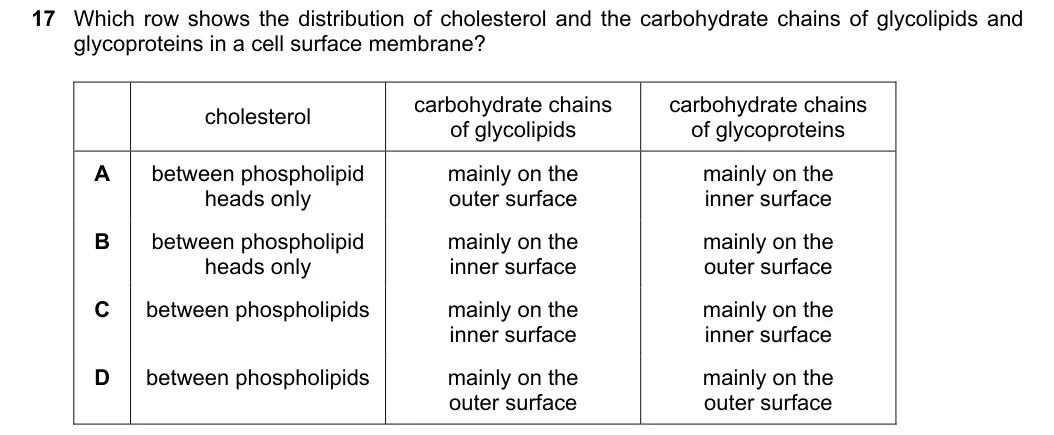 17 Which row shows the distribution of cholesterol and the carbohydrate chains of glycolipids and
glycoproteins in a cell surface membrane?
cholesterol
carbohydrate chains
of glycolipids
carbohydrate chains
of glycoproteins
A
between phospholipid
heads only
mainly on the
outer surface
mainly on the
inner surface
B
between phospholipid
heads only
mainly on the
inner surface
mainly on the
outer surface
C
between phospholipids
mainly on the
inner surface
mainly on the
inner surface
D
between phospholipids
mainly on the
outer surface
mainly on the
outer surface